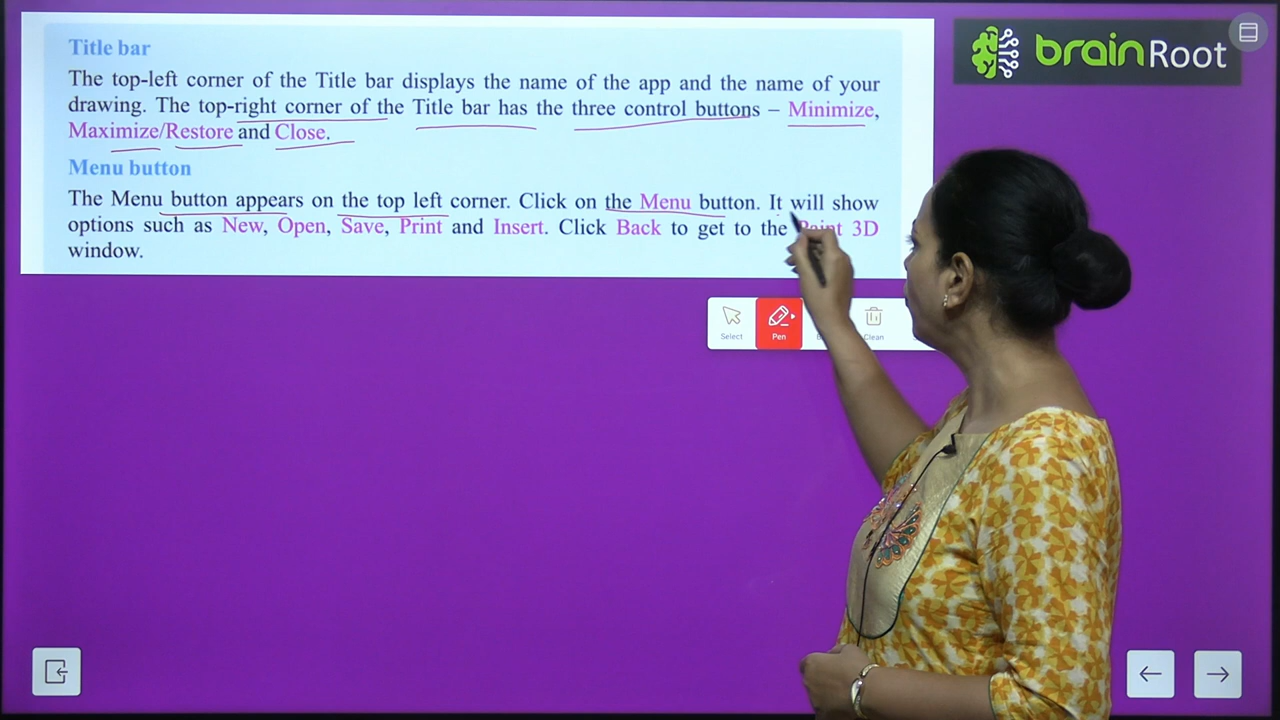 Title bar
The top-left corner of the Title bar displays the name of the app and the name of your
drawing. The top-right corner of the Title bar has the three control buttons – Minimize,
Maximize/Restore and Close.
Menu button
The Menu button appears on the top left corner. Click on the Menu button. It will show
options such as New, Open, Save, Print and Insert. Click Back to get to the Paint 3D
window.
brainRoot
Select
Pen
Clean